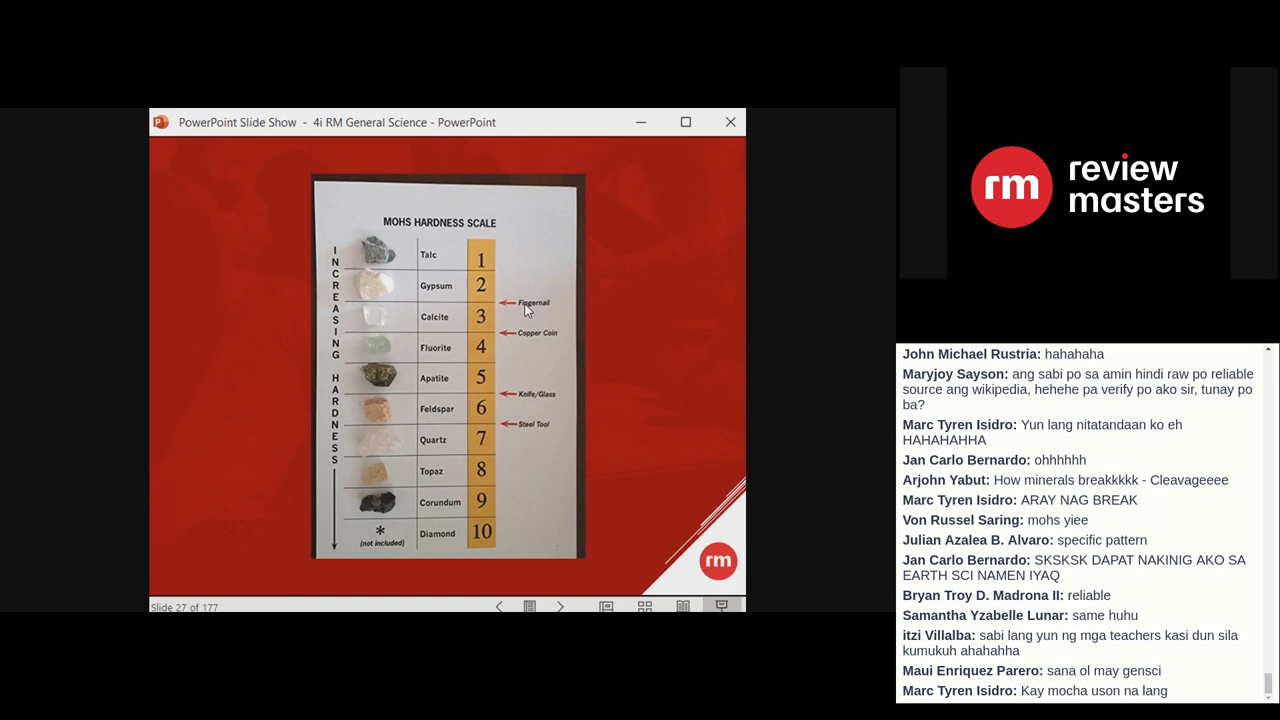 PowerPoint Slide Show - 4i RM General Science - PowerPoint
MOHS HARDNESS SCALE
INCREASING HARDNESS
Talc 1
Gypsum 2
Fingernail
Calcite 3
Copper Coin
Fluorite 4
Apatite 5
Knife/Glass
Feldspar 6
Steel Tool
Quartz 7
Topaz 8
Corundum 9
* (not included) Diamond 10
rm
Slide 27 of 177
rm review
masters
John Michael Rustria: hahahaha
Maryjoy Sayson: ang sabi po sa amin hindi raw po reliable
source ang wikipedia, hehehe pa verify po ako sir, tunay po
ba?
Marc Tyren Isidro: Yun lang nitatandaan ko eh
HAHAHAHHA
Jan Carlo Bernardo: ohhhhhh
Arjohn Yabut: How minerals breakkkkk - Cleavageeee
Marc Tyren Isidro: ARAY NAG BREAK
Von Russel Saring: mohs yiee
Julian Azalea B. Alvaro: specific pattern
Jan Carlo Bernardo: SKSKSK DAPAT NAKINIG AKO SA
EARTH SCI NAMEN IYAQ
Bryan Troy D. Madrona II: reliable
Samantha Yzabelle Lunar: same huhu
itzi Villalba: sabi lang yun ng mga teachers kasi dun sila
kumukuh ahahahha
Maui Enriquez Parero: sana ol may gensci
Marc Tyren Isidro: Kay mocha uson na lang